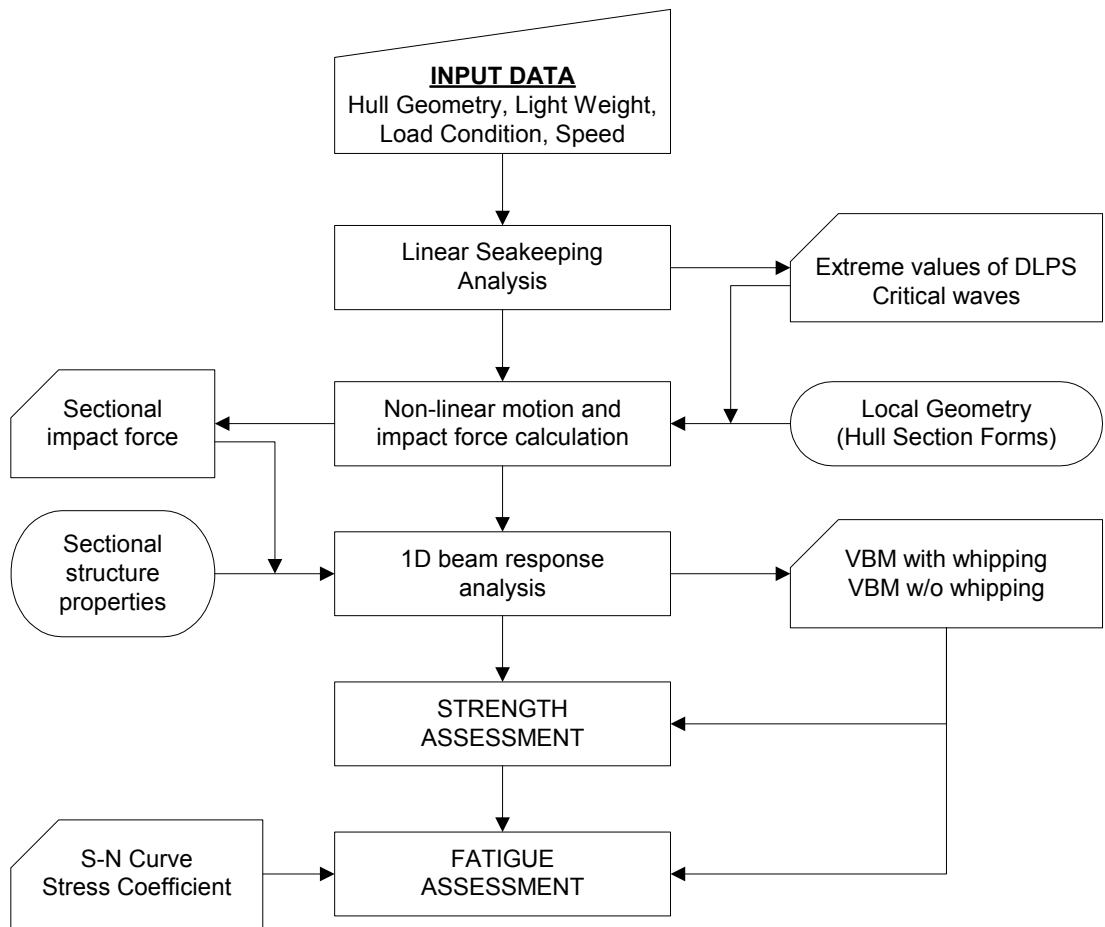 INPUT DATA
Hull Geometry, Light Weight,
Load Condition, Speed
Linear Seakeeping
Analysis
Extreme values of DLPS
Critical waves
Sectional
impact force
Non-linear motion and
impact force calculation
Local Geometry
(Hull Section Forms)
Sectional
structure
properties
1D beam response
analysis
VBM with whipping
VBM w/o whipping
STRENGTH
ASSESSMENT
S-N Curve
Stress Coefficient
FATIGUE
ASSESSMENT